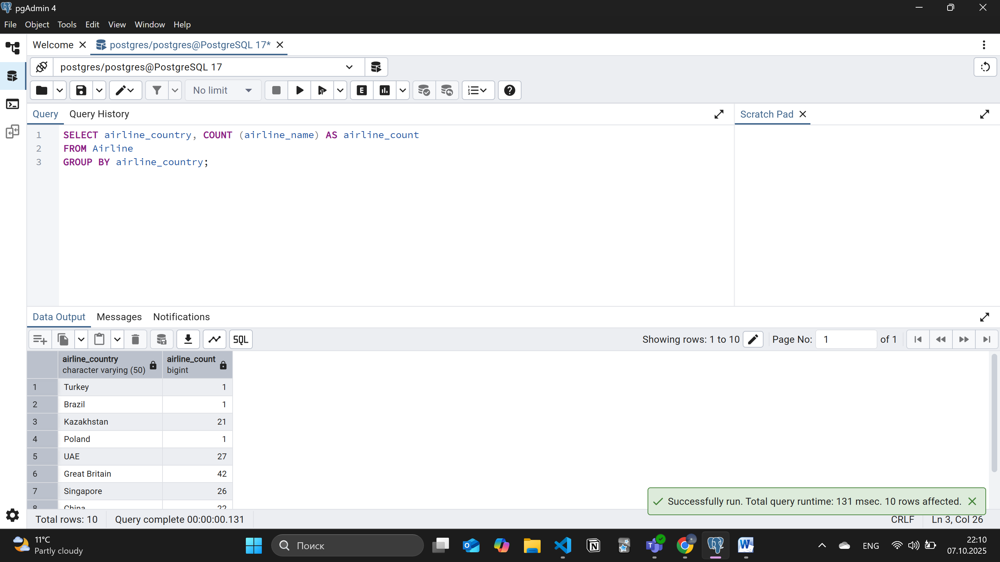 pgAdmin 4
File Object Tools Edit View Window Help
Welcome postgres/postgres@PostgreSQL 17*
postgres/postgres@PostgreSQL 17
No limit
Query Query History
Scratch Pad
1 SELECT airline_country, COUNT (airline_name) AS airline_count
2 FROM Airline
3 GROUP BY airline_country;
Data Output Messages Notifications
SQL Showing rows: 1 to 10 Page No: 1 of 1
airline_country airline_count
character varying (50) bigint
1 Turkey 1
2 Brazil 1
3 Kazakhstan 21
4 Poland 1
5 UAE 27
6 Great Britain 42
7 Singapore 26
8 China 22
Successfully run. Total query runtime: 131 msec. 10 rows affected.
Total rows: 10 Query complete 00:00:00.131 CRLF Ln 3, Col 26
11°C
Partly cloudy
Поиск
ENG
22:10
07.10.2025